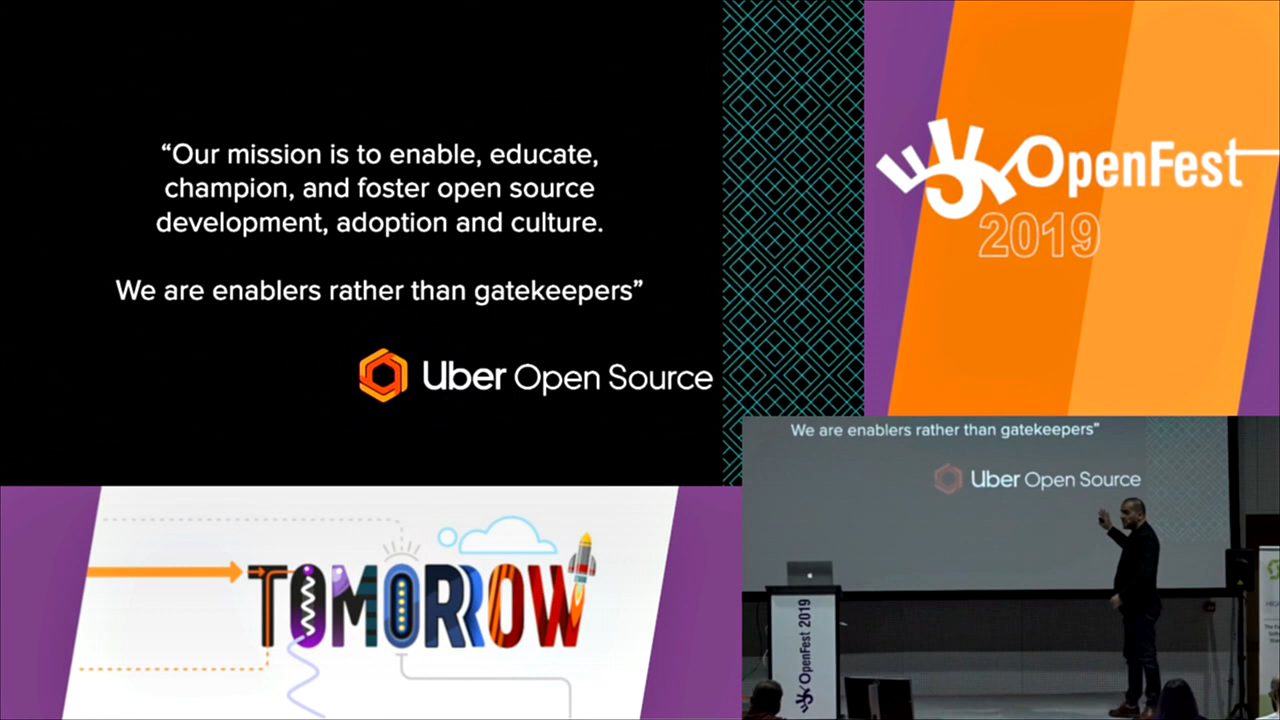 “Our mission is to enable, educate,
champion, and foster open source
development, adoption and culture.
We are enablers rather than gatekeepers”
Uber Open Source
OpenFest
2019
We are enablers rather than gatekeepers”
Uber Open Source
TOMORROW
OpenFest 2019